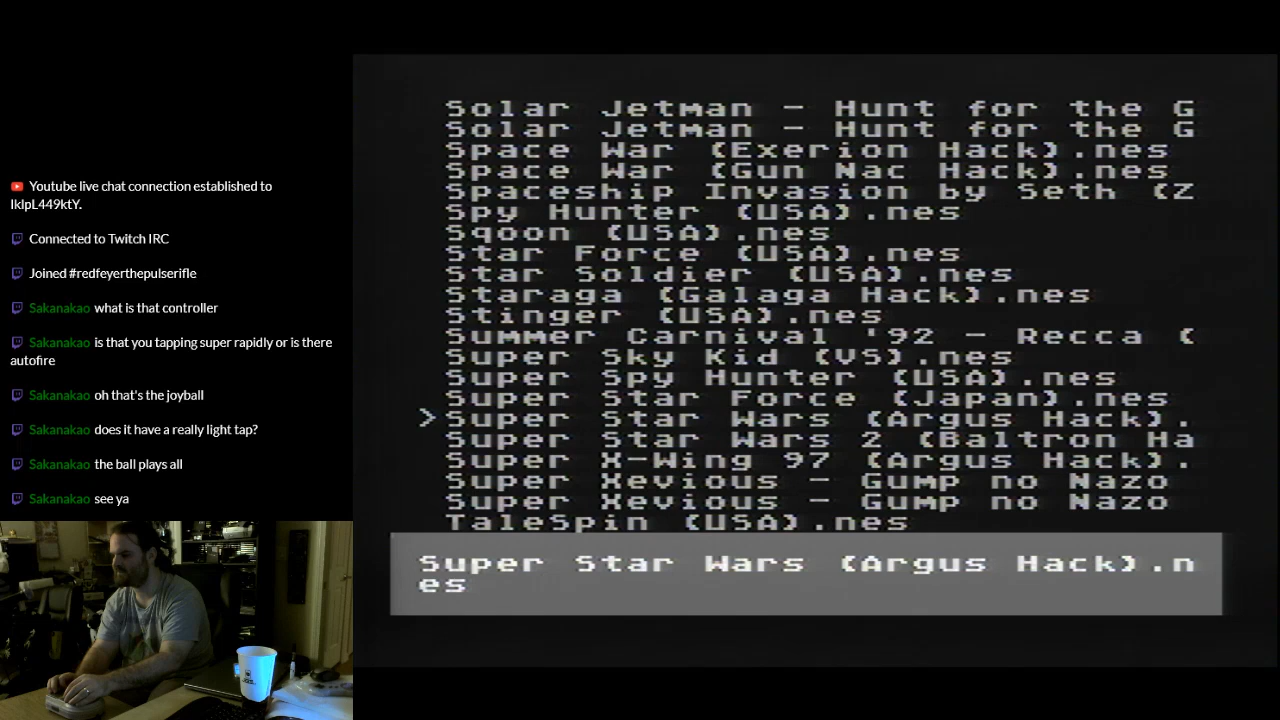 Youtube live chat connection established to
lklpL449ktY.
Connected to Twitch IRC
Joined #redfeyerthepulserifle
Sakanakao what is that controller
Sakanakao is that you tapping super rapidly or is there
autofire
Sakanakao oh that's the joyball
Sakanakao does it have a really light tap?
Sakanakao the ball plays all
Sakanakao see ya
Solar Jetman - Hunt for the G
Solar Jetman - Hunt for the G
Space War (Exerion Hack).nes
Space War (Gun Nac Hack).nes
Spaceship Invasion by Seth (Z
Spy Hunter (USA).nes
Sqoon (USA).nes
Star Force (USA).nes
Star Soldier (USA).nes
Staraga (Galaga Hack).nes
Stinger (USA).nes
Summer Carnival '92 - Recca (
Super Sky Kid (VS).nes
Super Spy Hunter (USA).nes
Super Star Force (Japan).nes
>Super Star Wars (Argus Hack).
Super Star Wars 2 (Baltron Ha
Super X-Wing 97 (Argus Hack).
Super Xevious - Gump no Nazo
Super Xevious - Gump no Nazo
TaleSpin (USA).nes
Super Star Wars (Argus Hack).n
es